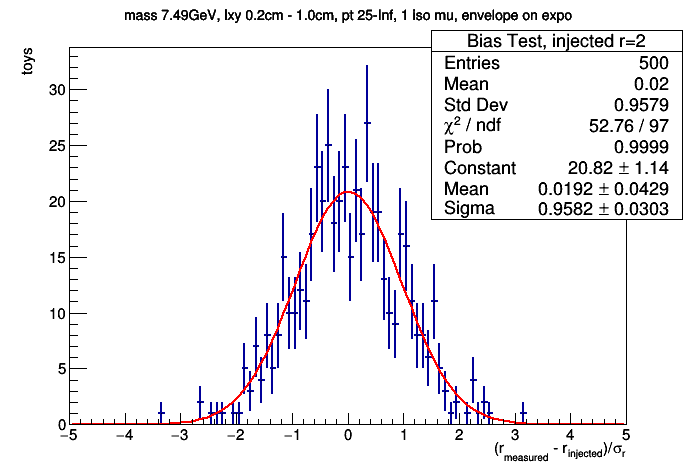 mass 7.49GeV, lxy 0.2cm - 1.0cm, pt 25-Inf, 1 Iso mu, envelope on expo
toys
Bias Test, injected r=2
Entries 500
Mean 0.02
Std Dev 0.9579
χ² / ndf 52.76 / 97
Prob 0.9999
Constant 20.82 ± 1.14
Mean 0.0192 ± 0.0429
Sigma 0.9582 ± 0.0303
30
25
20
15
10
5
0
−5 −4 −3 −2 −1 0 1 2 3 4 5
(r_measured - r_injected)/σ_r